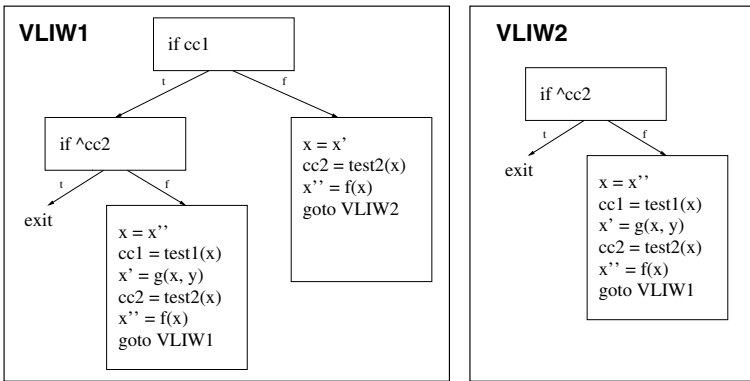 VLIW1
if cc1
t
f
if ^cc2
t
f
exit
x = x''
cc1 = test1(x)
x' = g(x, y)
cc2 = test2(x)
x'' = f(x)
goto VLIW1
x = x'
cc2 = test2(x)
x'' = f(x)
goto VLIW2
VLIW2
if ^cc2
t
f
exit
x = x''
cc1 = test1(x)
x' = g(x, y)
cc2 = test2(x)
x'' = f(x)
goto VLIW1